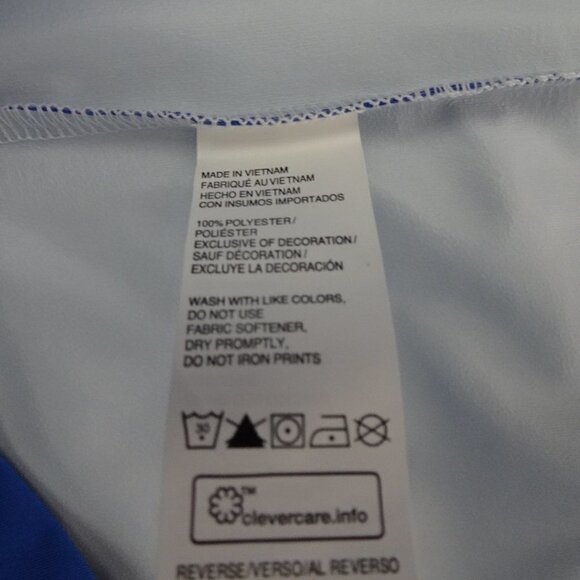 MADE IN VIETNAM
FABRIQUÉ AU VIETNAM
HECHO EN VIETNAM
CON INSUMOS IMPORTADOS
100% POLYESTER/
POLIÉSTER
EXCLUSIVE OF DECORATION/
SAUF DÉCORATION/
EXCLUYE LA DECORACIÓN
WASH WITH LIKE COLORS,
DO NOT USE
FABRIC SOFTENER,
DRY PROMPTLY,
DO NOT IRON PRINTS
30
TM
clevercare.info
REVERSE/VERSO/AL REVERSO